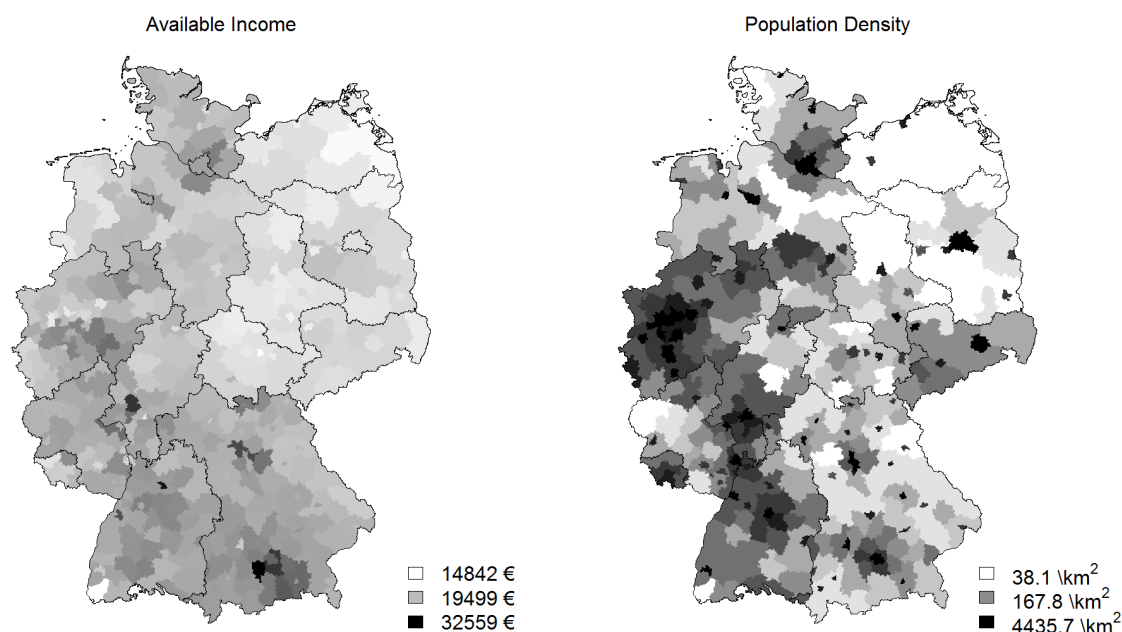 Available Income
Population Density
14842 €
19499 €
32559 €
38.1 \km²
167.8 \km²
4435.7 \km²